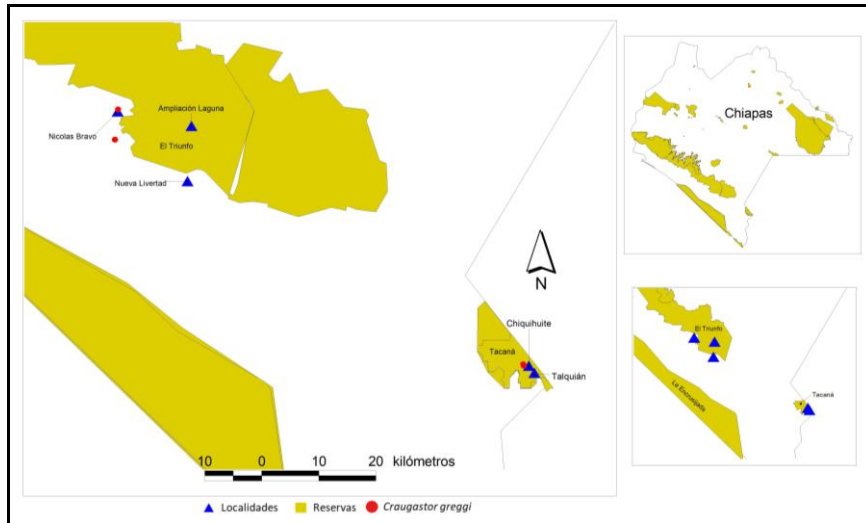 Ampliación Laguna
Nicolas Bravo
El Triunfo
Nueva Livertad
N
Chiquihuite
Tacaná
Talquián
10 0 10 20 kilómetros
Localidades Reservas Craugastor greggi
Chiapas
El Triunfo
La Encrucijada
Tacaná